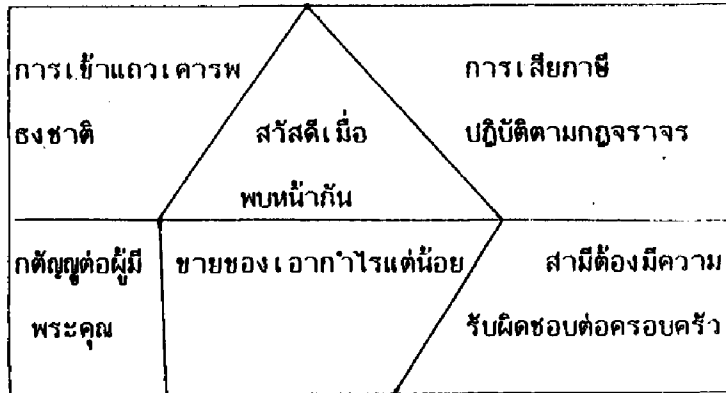 การเข้าแถวเคารพ
ธงชาติ
สวัสดีเมื่อ
พบหน้ากัน
การเสียภาษี
ปฎิบัติตามกฎจราจร
กตัญญูต่อผู้มี
พระคุณ
ขายของเอากำไรแต่น้อย
สามีต้องมีความ
รับผิดชอบต่อครอบครัว